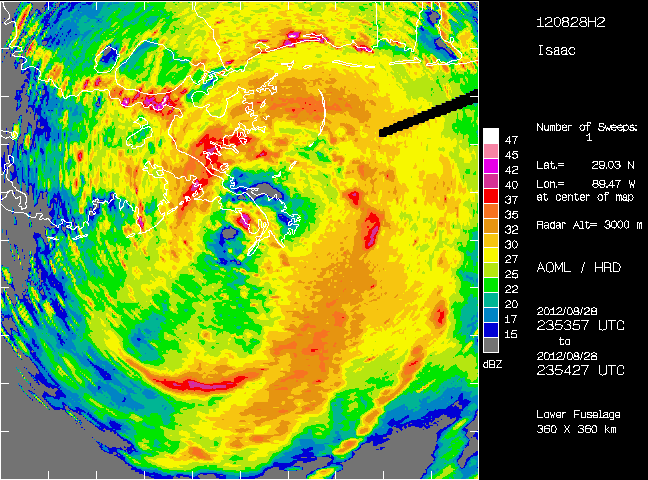 120828H2
Isaac
Number of Sweeps:
1
Lat.= 29.03 N
Lon.= 89.47 W
at center of map
Radar Alt= 3000 m
AOML / HRD
2012/08/28
235357 UTC
to
2012/08/28
235427 UTC
Lower Fuselage
360 X 360 km
47
45
42
40
37
35
32
30
27
25
22
20
17
15
dBZ